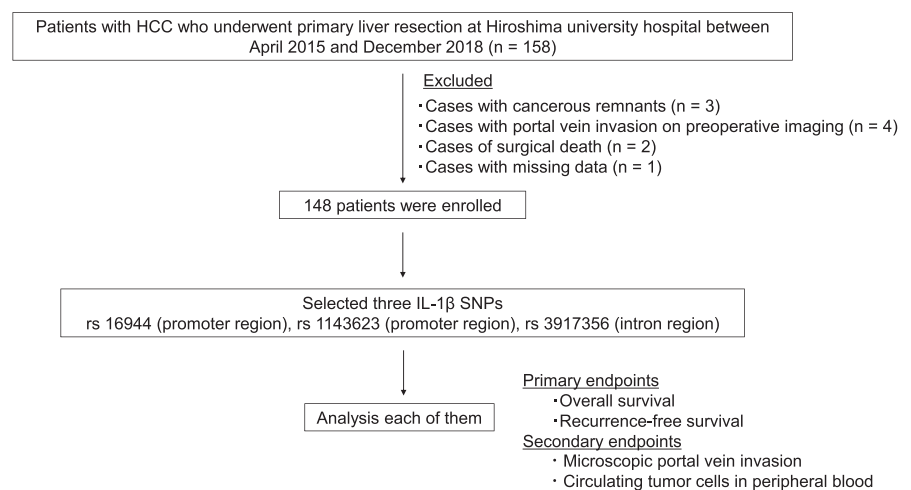 Patients with HCC who underwent primary liver resection at Hiroshima university hospital between
April 2015 and December 2018 (n = 158)
Excluded
・Cases with cancerous remnants (n = 3)
・Cases with portal vein invasion on preoperative imaging (n = 4)
・Cases of surgical death (n = 2)
・Cases with missing data (n = 1)
148 patients were enrolled
Selected three IL-1β SNPs
rs 16944 (promoter region), rs 1143623 (promoter region), rs 3917356 (intron region)
Analysis each of them
Primary endpoints
・Overall survival
・Recurrence-free survival
Secondary endpoints
・Microscopic portal vein invasion
・Circulating tumor cells in peripheral blood